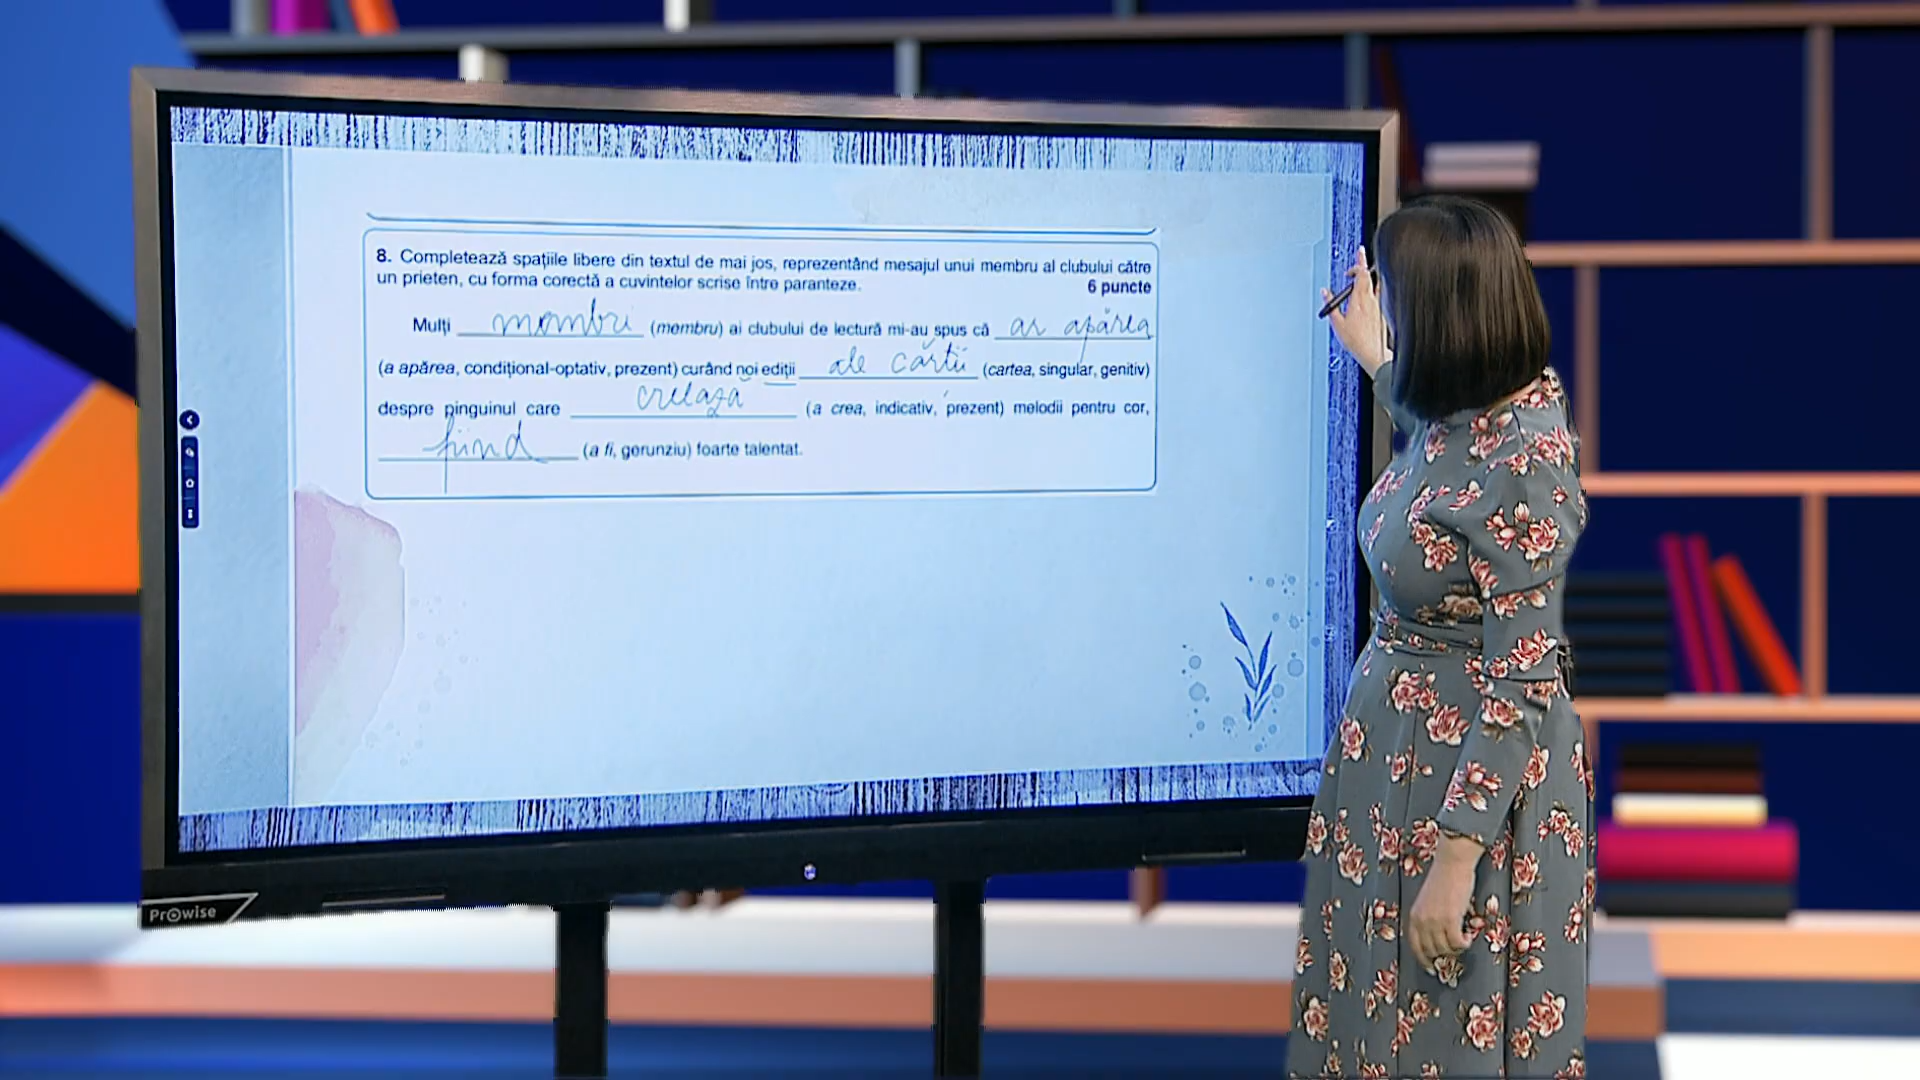 8. Completează spațiile libere din textul de mai jos, reprezentând mesajul unui membru al clubului către
un prieten, cu forma corectă a cuvintelor scrise între paranteze.
6 puncte
Mulți membri (membru) ai clubului de lectură mi-au spus că ar apărea
(a apărea, condițional-optativ, prezent) curând noi ediții ale cărții (cartea, singular, genitiv)
despre pinguinul care creează (a crea, indicativ, prezent) melodii pentru cor,
fiind (a fi, gerunziu) foarte talentat.
Prowise